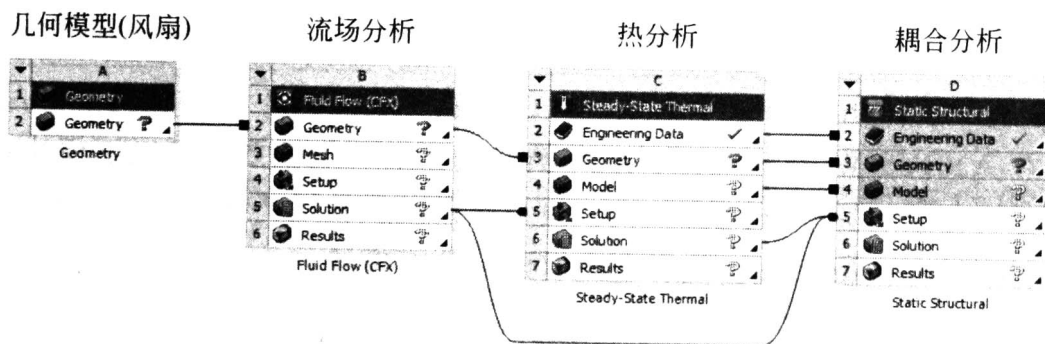 几何模型(风扇)
流场分析
热分析
耦合分析
A
1 Geometry
2 Geometry ?
Geometry
B
1 Fluid Flow (CFX)
2 Geometry ?
3 Mesh
4 Setup
5 Solution
6 Results
Fluid Flow (CFX)
C
1 Steady-State Thermal
2 Engineering Data ✓
3 Geometry ?
4 Model
5 Setup
6 Solution
7 Results
Steady-State Thermal
D
1 Static Structural
2 Engineering Data ✓
3 Geometry ?
4 Model
5 Setup
6 Solution
7 Results
Static Structural